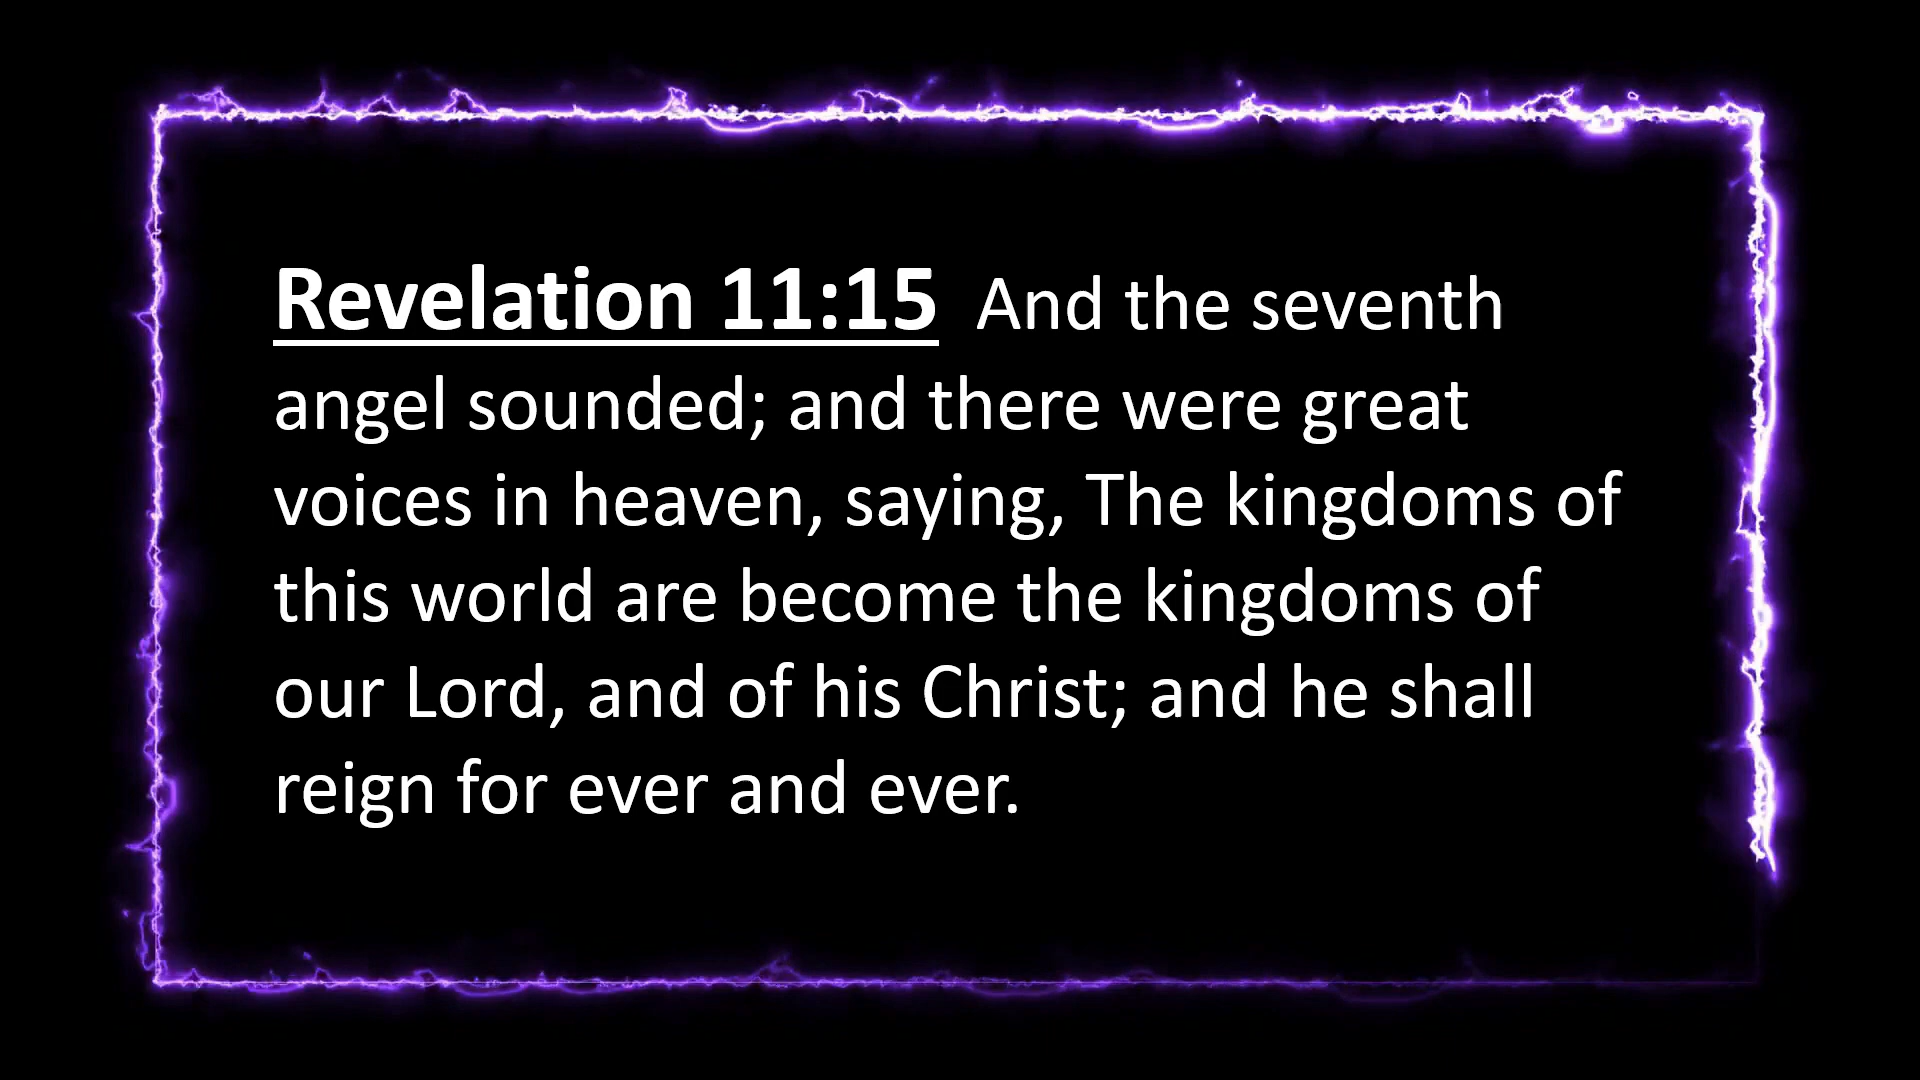 Revelation 11:15 And the seventh
angel sounded; and there were great
voices in heaven, saying, The kingdoms of
this world are become the kingdoms of
our Lord, and of his Christ; and he shall
reign for ever and ever.